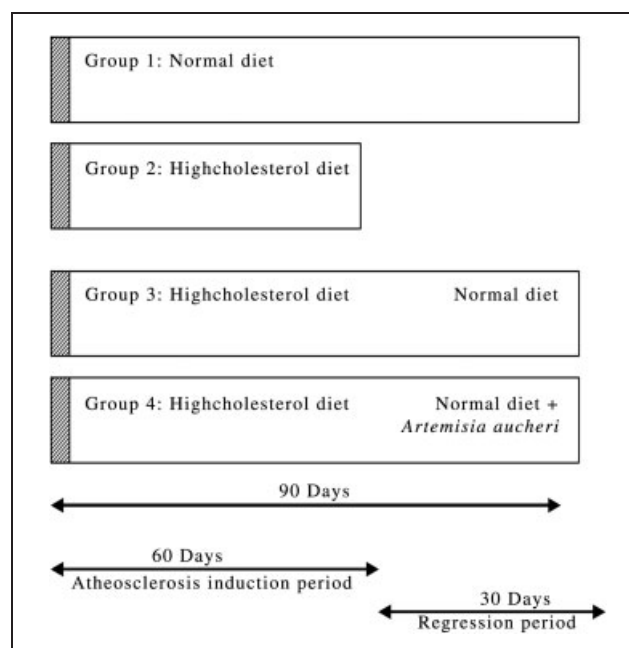 Group 1: Normal diet
Group 2: Highcholesterol diet
Group 3: Highcholesterol diet Normal diet
Group 4: Highcholesterol diet Normal diet +
Artemisia aucheri
90 Days
60 Days
Atheosclerosis induction period
30 Days
Regression period